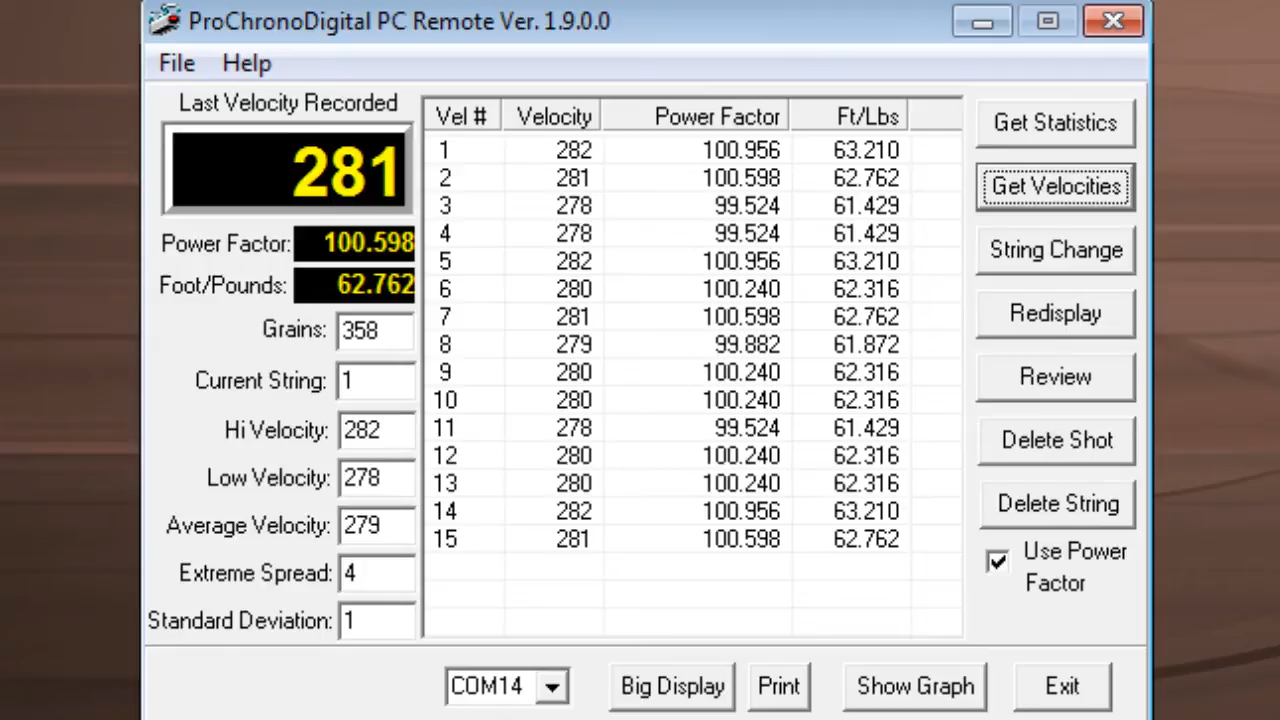 ProChronoDigital PC Remote Ver. 1.9.0.0
File Help
Last Velocity Recorded
281
Power Factor: 100.598
Foot/Pounds: 62.762
Grains: 358
Current String: 1
Hi Velocity: 282
Low Velocity: 278
Average Velocity: 279
Extreme Spread: 4
Standard Deviation: 1
Vel # Velocity Power Factor Ft/Lbs
1 282 100.956 63.210
2 281 100.598 62.762
3 278 99.524 61.429
4 278 99.524 61.429
5 282 100.956 63.210
6 280 100.240 62.316
7 281 100.598 62.762
8 279 99.882 61.872
9 280 100.240 62.316
10 280 100.240 62.316
11 278 99.524 61.429
12 280 100.240 62.316
13 280 100.240 62.316
14 282 100.956 63.210
15 281 100.598 62.762
Get Statistics
Get Velocities
String Change
Redisplay
Review
Delete Shot
Delete String
Use Power
Factor
COM14 Big Display Print Show Graph Exit